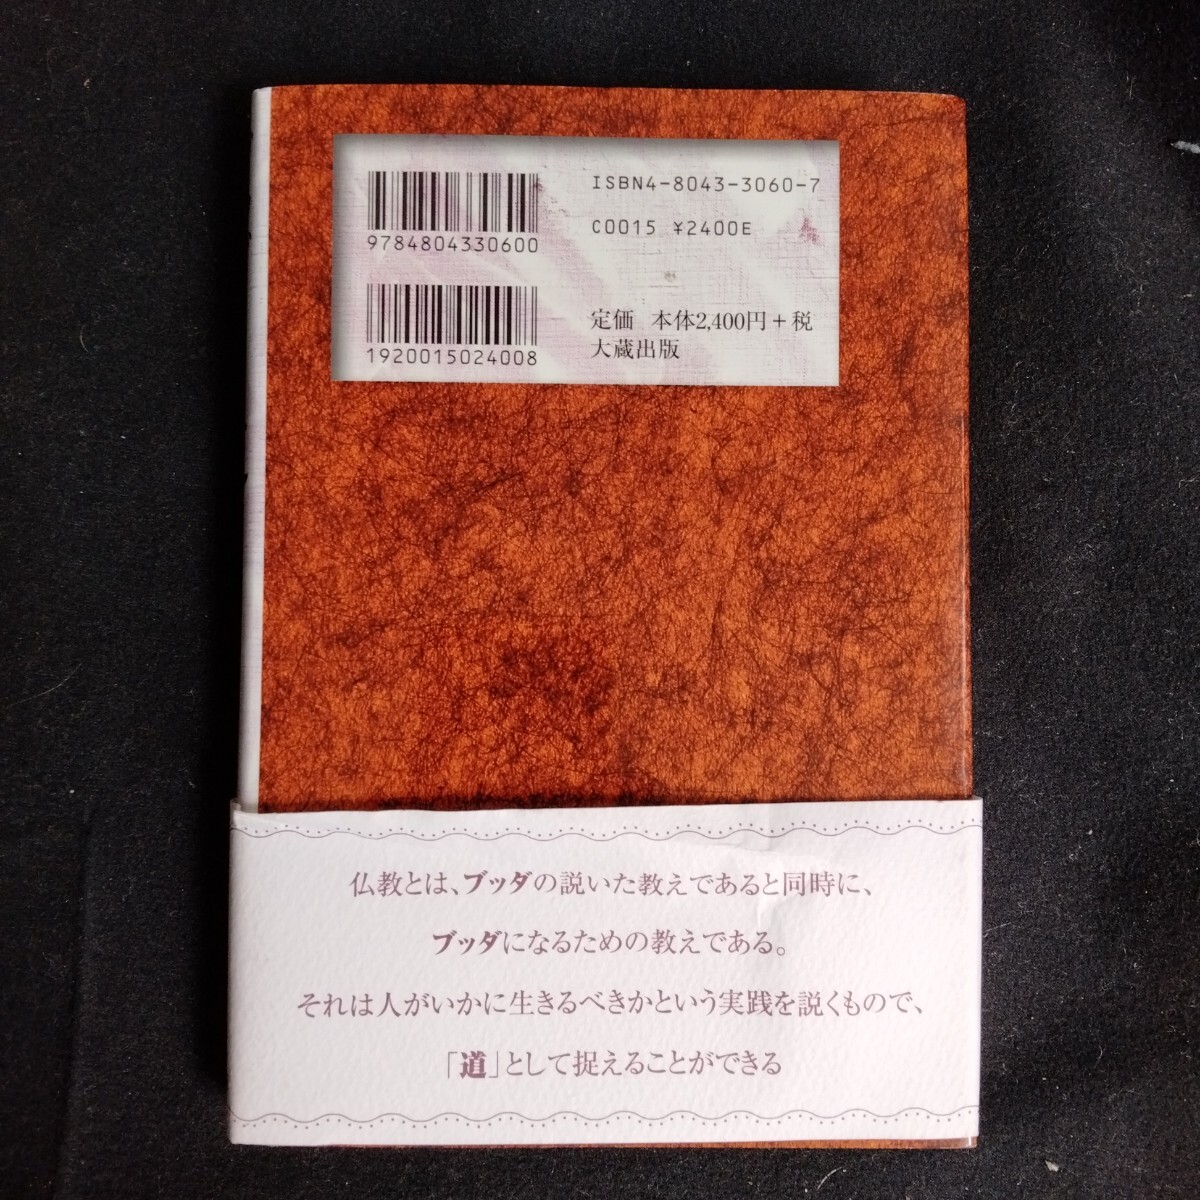 9784804330600
1920015024008
ISBN4-8043-3060-7
C0015 ¥2400E
定価 本体2,400円+税
大蔵出版
仏教とは、ブッダの説いた教えであると同時に、
ブッダになるための教えである。
それは人がいかに生きるべきかという実践を説くもので、
「道」として捉えることができる